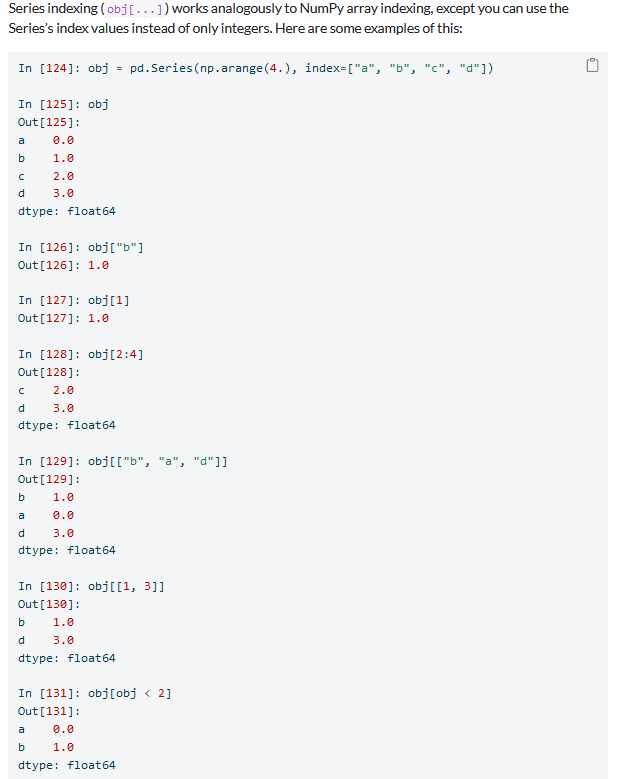 Series indexing (obj[...]) works analogously to NumPy array indexing, except you can use the
Series's index values instead of only integers. Here are some examples of this:
In [124]: obj = pd.Series(np.arange(4.), index=["a", "b", "c", "d"])
In [125]: obj
Out[125]:
a    0.0
b    1.0
c    2.0
d    3.0
dtype: float64
In [126]: obj["b"]
Out[126]: 1.0
In [127]: obj[1]
Out[127]: 1.0
In [128]: obj[2:4]
Out[128]:
c    2.0
d    3.0
dtype: float64
In [129]: obj[["b", "a", "d"]]
Out[129]:
b    1.0
a    0.0
d    3.0
dtype: float64
In [130]: obj[[1, 3]]
Out[130]:
b    1.0
d    3.0
dtype: float64
In [131]: obj[obj < 2]
Out[131]:
a    0.0
b    1.0
dtype: float64